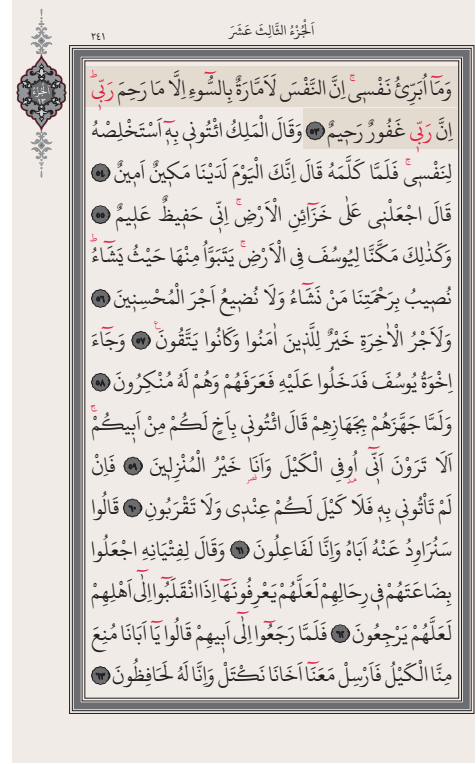 اَلْجُزْءُ الثَّالِثَ عَشَرَ
٢٤١
وَمَٓا اُبَرِّئُ نَفْسٖيۚ اِنَّ النَّفْسَ لَاَمَّارَةٌ بِالسُّٓوءِ اِلَّا مَا رَحِمَ رَبّٖيۜ
اِنَّ رَبّٖي غَفُورٌ رَحٖيمٌ ٥٣ وَقَالَ الْمَلِكُ ائْتُونٖي بِهٖٓ اَسْتَخْلِصْهُ
لِنَفْسٖيۚ فَلَمَّا كَلَّمَهُ قَالَ اِنَّكَ الْيَوْمَ لَدَيْنَا مَكٖينٌ اَمٖينٌ ٥٤
قَالَ اجْعَلْنٖي عَلٰى خَزَٓائِنِ الْاَرْضِۚ اِنّٖي حَفٖيظٌ عَلٖيمٌ ٥٥
وَكَذٰلِكَ مَكَّنَّا لِيُوسُفَ فِي الْاَرْضِۚ يَتَبَوَّاُ مِنْهَا حَيْثُ يَشَٓاءُۜ
نُصٖيبُ بِرَحْمَتِنَا مَنْ نَشَٓاءُ وَلَا نُضٖيعُ اَجْرَ الْمُحْسِنٖينَ ٥٦
وَلَاَجْرُ الْاٰخِرَةِ خَيْرٌ لِلَّذٖينَ اٰمَنُوا وَكَانُوا يَتَّقُونَ۟ ٥٧ وَجَٓاءَ
اِخْوَةُ يُوسُفَ فَدَخَلُوا عَلَيْهِ فَعَرَفَهُمْ وَهُمْ لَهُ مُنْكِرُونَ ٥٨
وَلَمَّا جَهَّزَهُمْ بِجَهَازِهِمْ قَالَ ائْتُونٖي بِاَخٍ لَكُمْ مِنْ اَبٖيكُمْۚ
اَلَا تَرَوْنَ اَنّٖٓي اُو۫فِي الْكَيْلَ وَاَنَا۬ خَيْرُ الْمُنْزِلٖينَ ٥٩ فَاِنْ
لَمْ تَاْتُونٖي بِهٖ فَلَا كَيْلَ لَكُمْ عِنْدٖي وَلَا تَقْرَبُونِ ٦٠ قَالُوا
سَنُرَاوِدُ عَنْهُ اَبَاهُ وَاِنَّا لَفَاعِلُونَ ٦١ وَقَالَ لِفِتْيَانِهِ اجْعَلُوا
بِضَاعَتَهُمْ فٖي رِحَالِهِمْ لَعَلَّهُمْ يَعْرِفُونَهَٓا اِذَا انْقَلَبُٓوا اِلٰٓى اَهْلِهِمْ
لَعَلَّهُمْ يَرْجِعُونَ ٦٢ فَلَمَّا رَجَعُٓوا اِلٰٓى اَبٖيهِمْ قَالُوا يَٓا اَبَانَا مُنِعَ
مِنَّا الْكَيْلُ فَاَرْسِلْ مَعَنَٓا اَخَانَا نَكْتَلْ وَاِنَّا لَهُ لَحَافِظُونَ ٦٣